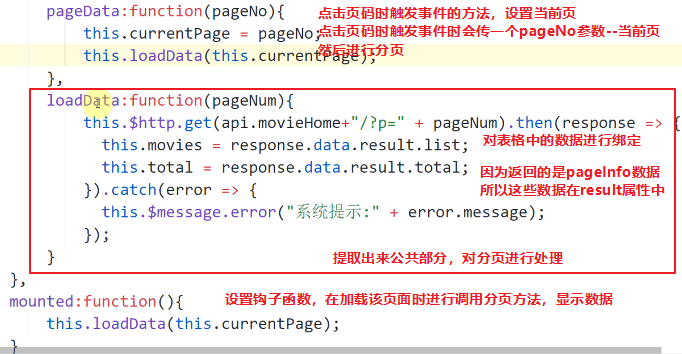 pageData:function(pageNo){
点击页码时触发事件的方法，设置当前页
this.currentPage = pageNo;
点击页码时触发事件时会传一个pageNo参数--当前页
this.loadData(this.currentPage);
然后进行分页
},
loadData:function(pageNum){
this.$http.get(api.movieHome+"/?p=" + pageNum).then(response => {
this.movies = response.data.result.list;
对表格中的数据进行绑定
this.total = response.data.result.total;
因为返回的是pageInfo数据
所以这些数据在result属性中
}).catch(error => {
this.$message.error("系统提示:" + error.message);
});
}
提取出来公共部分，对分页进行处理
},
mounted:function(){
设置钩子函数，在加载该页面时进行调用分页方法，显示数据
this.loadData(this.currentPage);
}